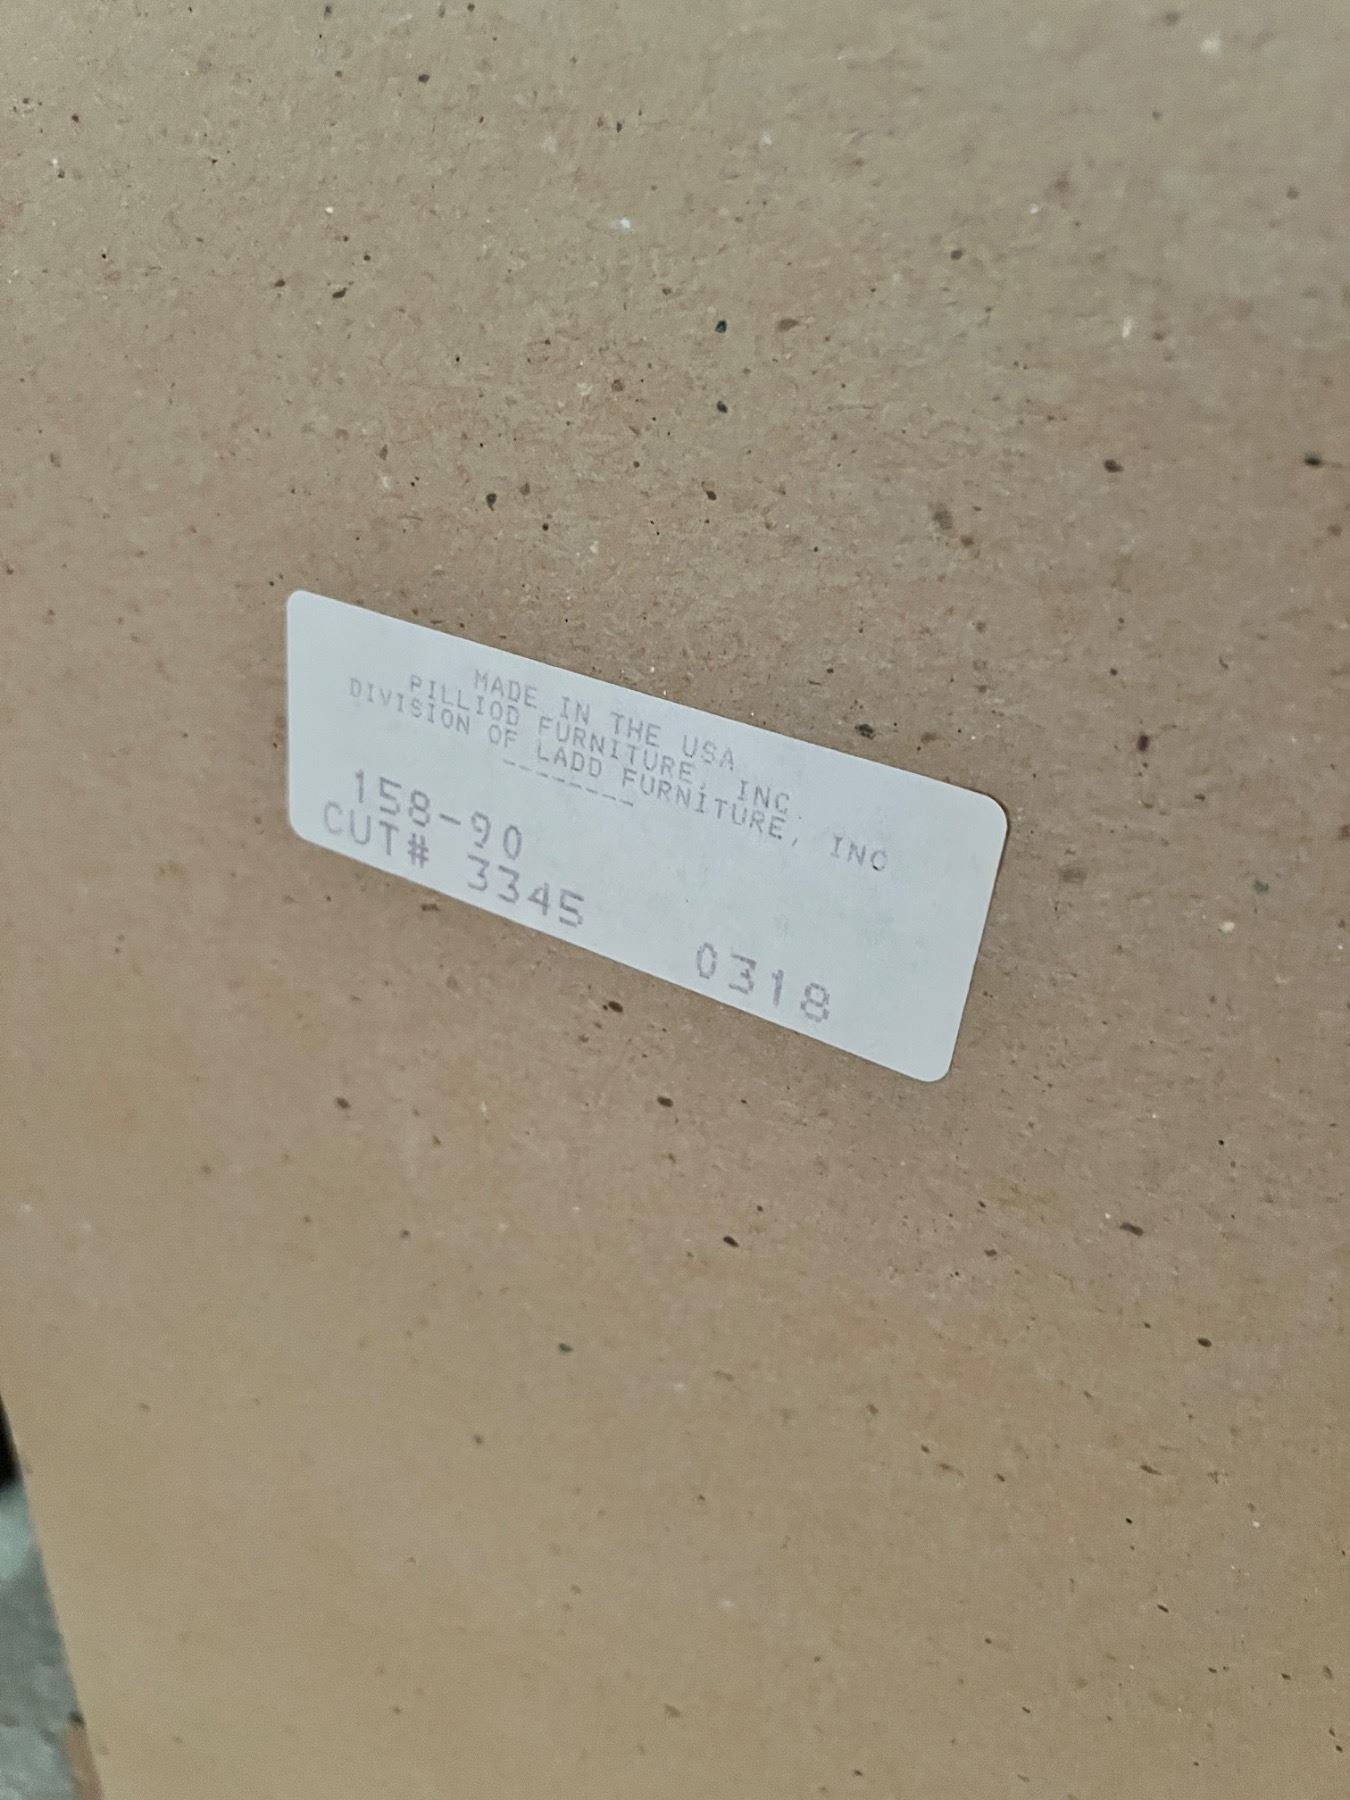 MADE IN THE USA
PILLIOD FURNITURE, INC
DIVISION OF LADD FURNITURE, INC
--------
158-90
CUT# 3345 0318